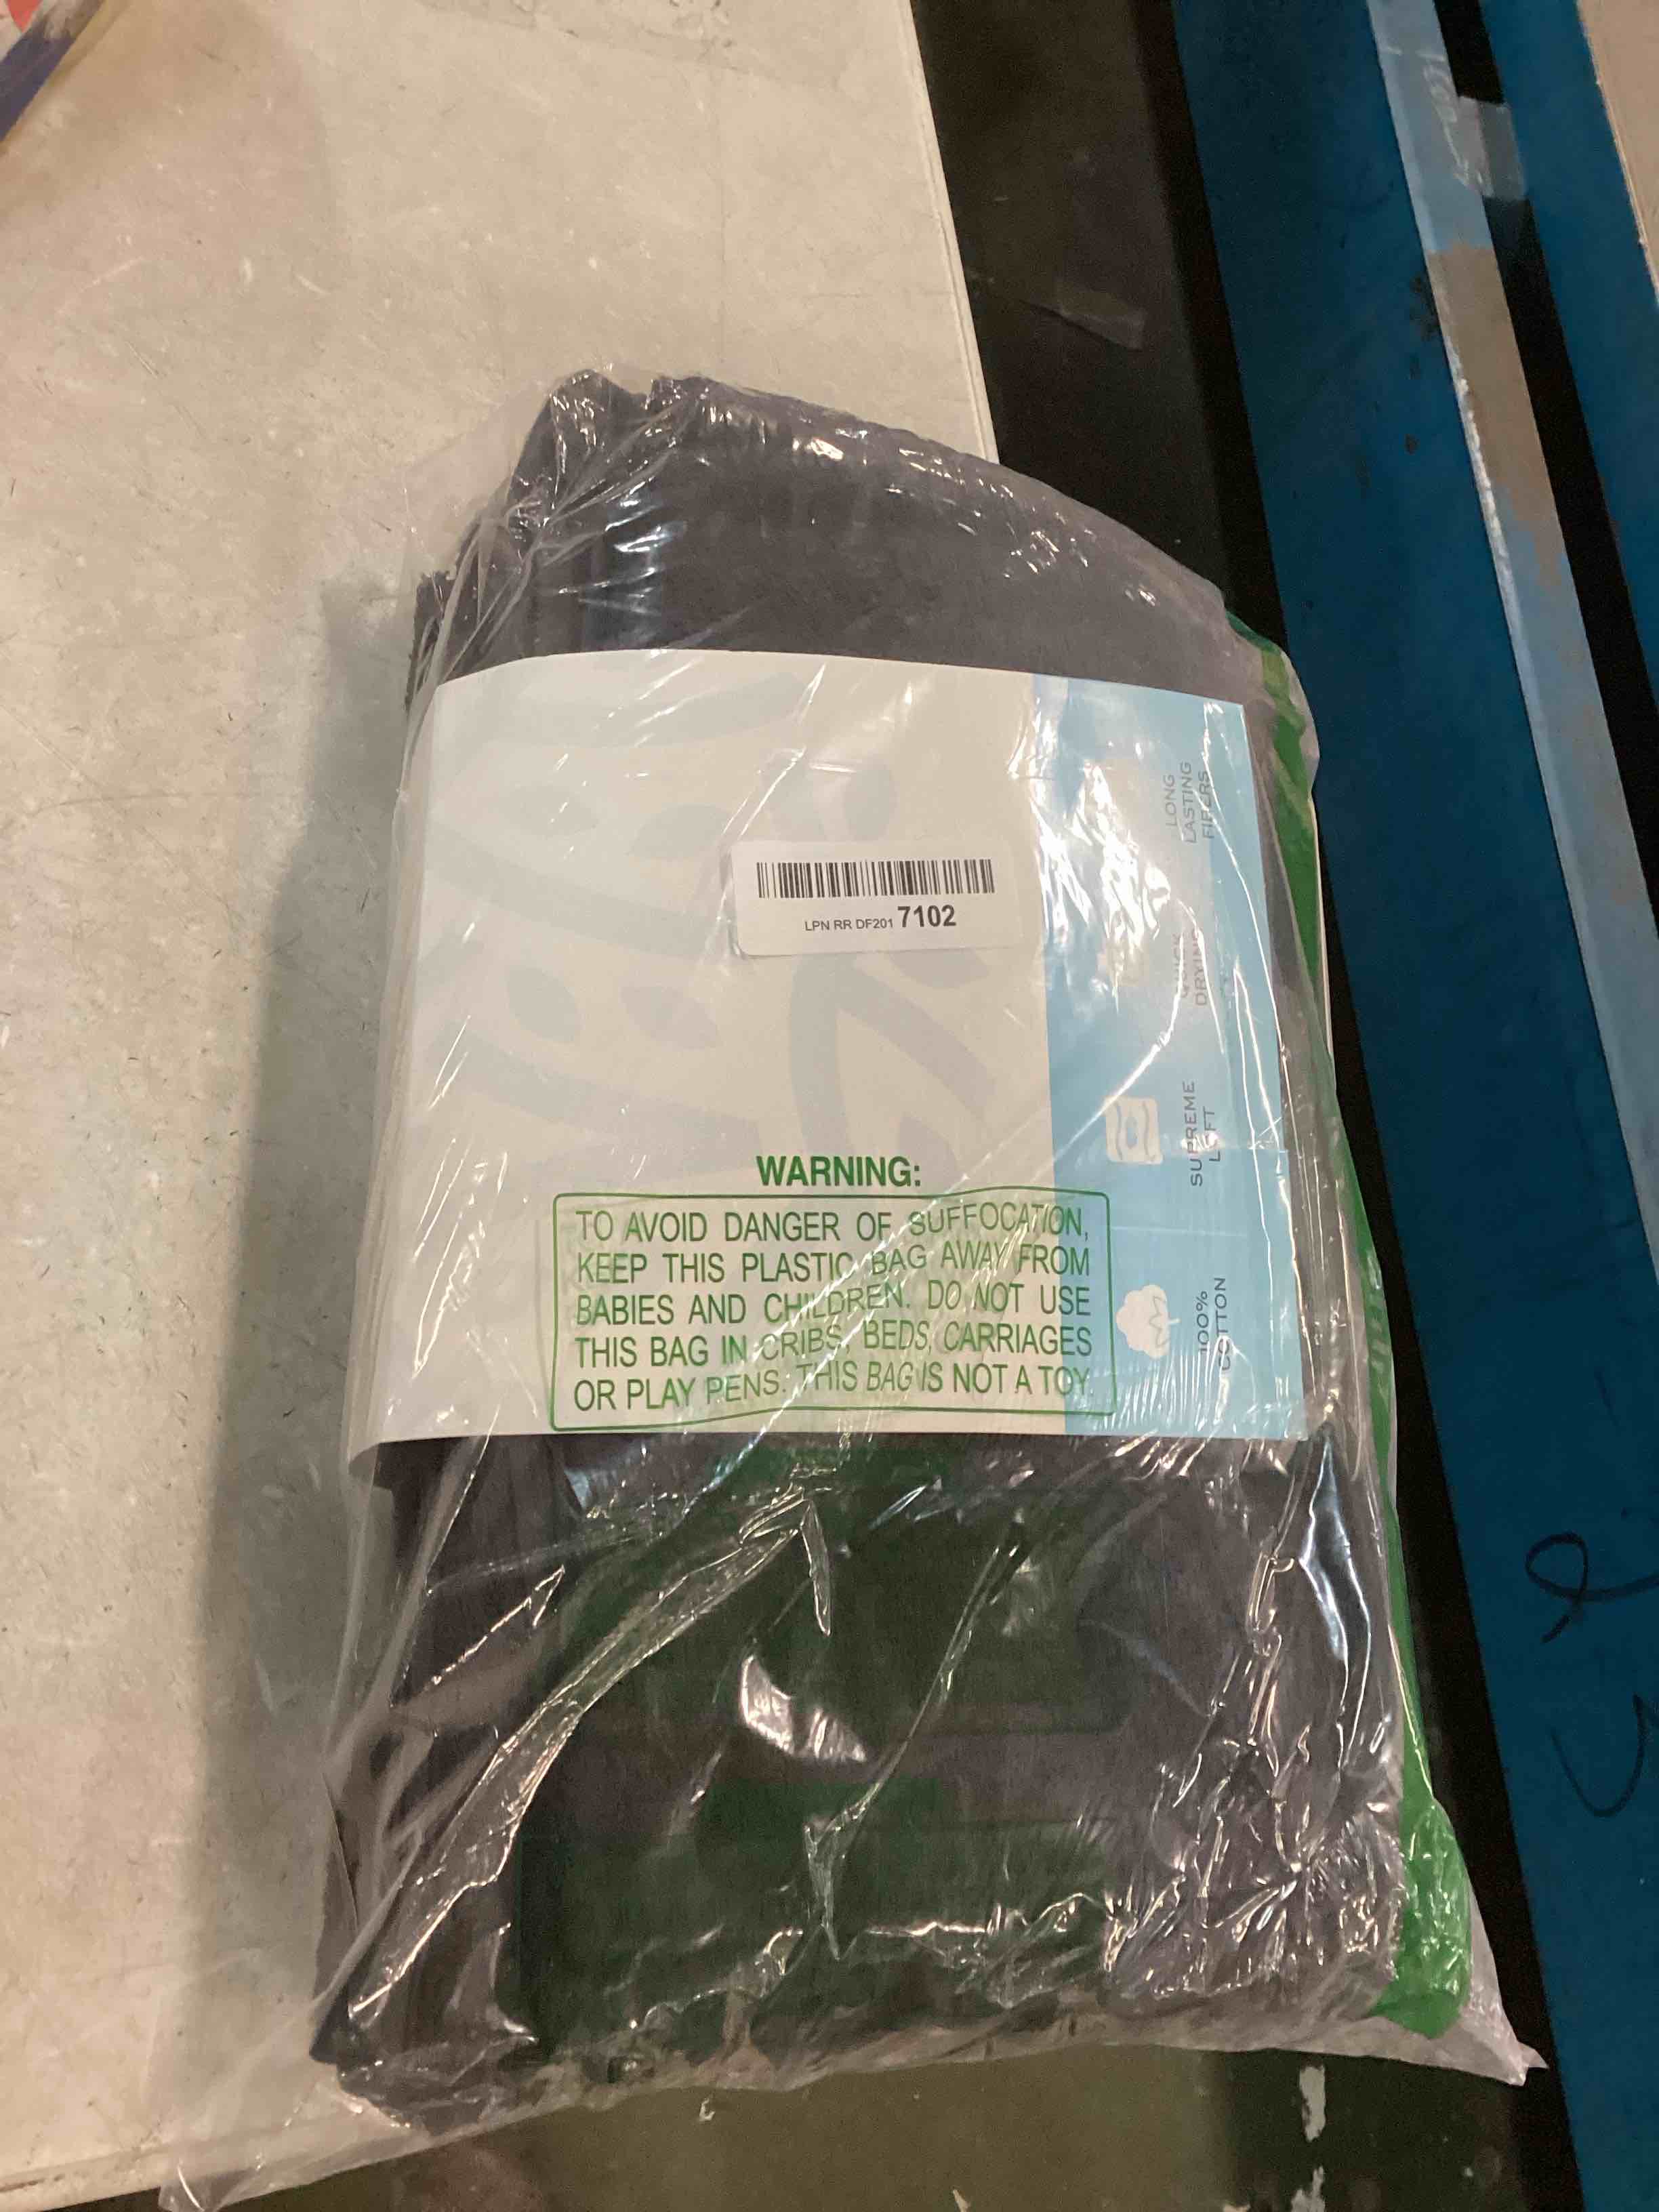 LPN RR DF201 7102
WARNING:
TO AVOID DANGER OF SUFFOCATION,
KEEP THIS PLASTIC BAG AWAY FROM
BABIES AND CHILDREN. DO NOT USE
THIS BAG IN CRIBS, BEDS, CARRIAGES
OR PLAY PENS. THIS BAG IS NOT A TOY.
100%
COTTON
SUPREME
LOFT
QUICK
DRYING
LONG
LASTING
FIBERS